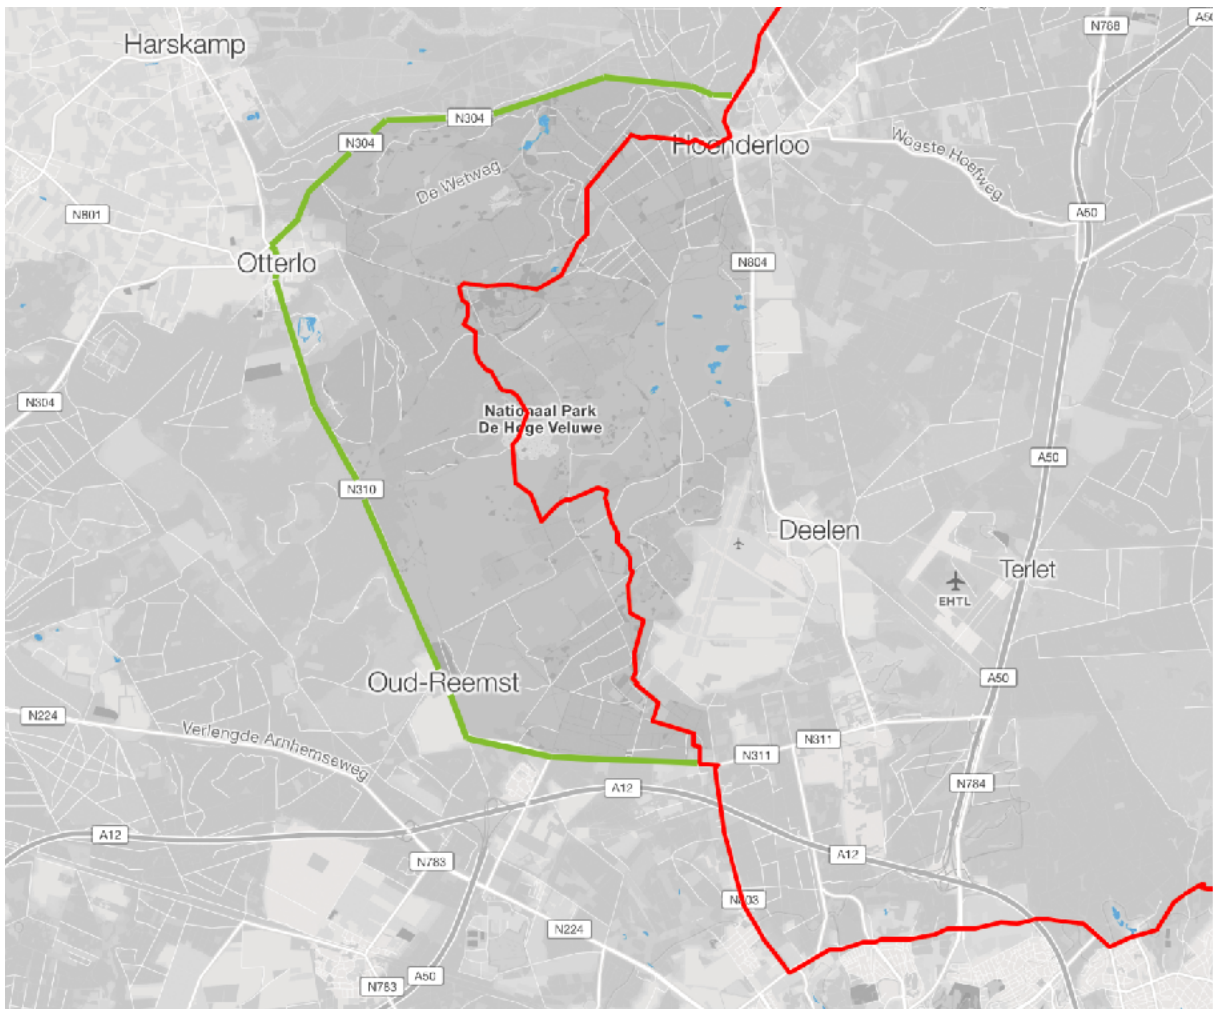 Harskamp
N788
A50
N304
N304
Hoenderloo
Woeste Hoefweg
De Wetweg
N801
A50
Otterlo
N804
N304
Nationaal Park
De Hoge Veluwe
A50
N310
Deelen
Terlet
EHTL
Oud-Reemst
A50
N224
Verlengde Arnhemseweg
N311
N311
A12
N784
A12
N783
A12
N224
A50
N783